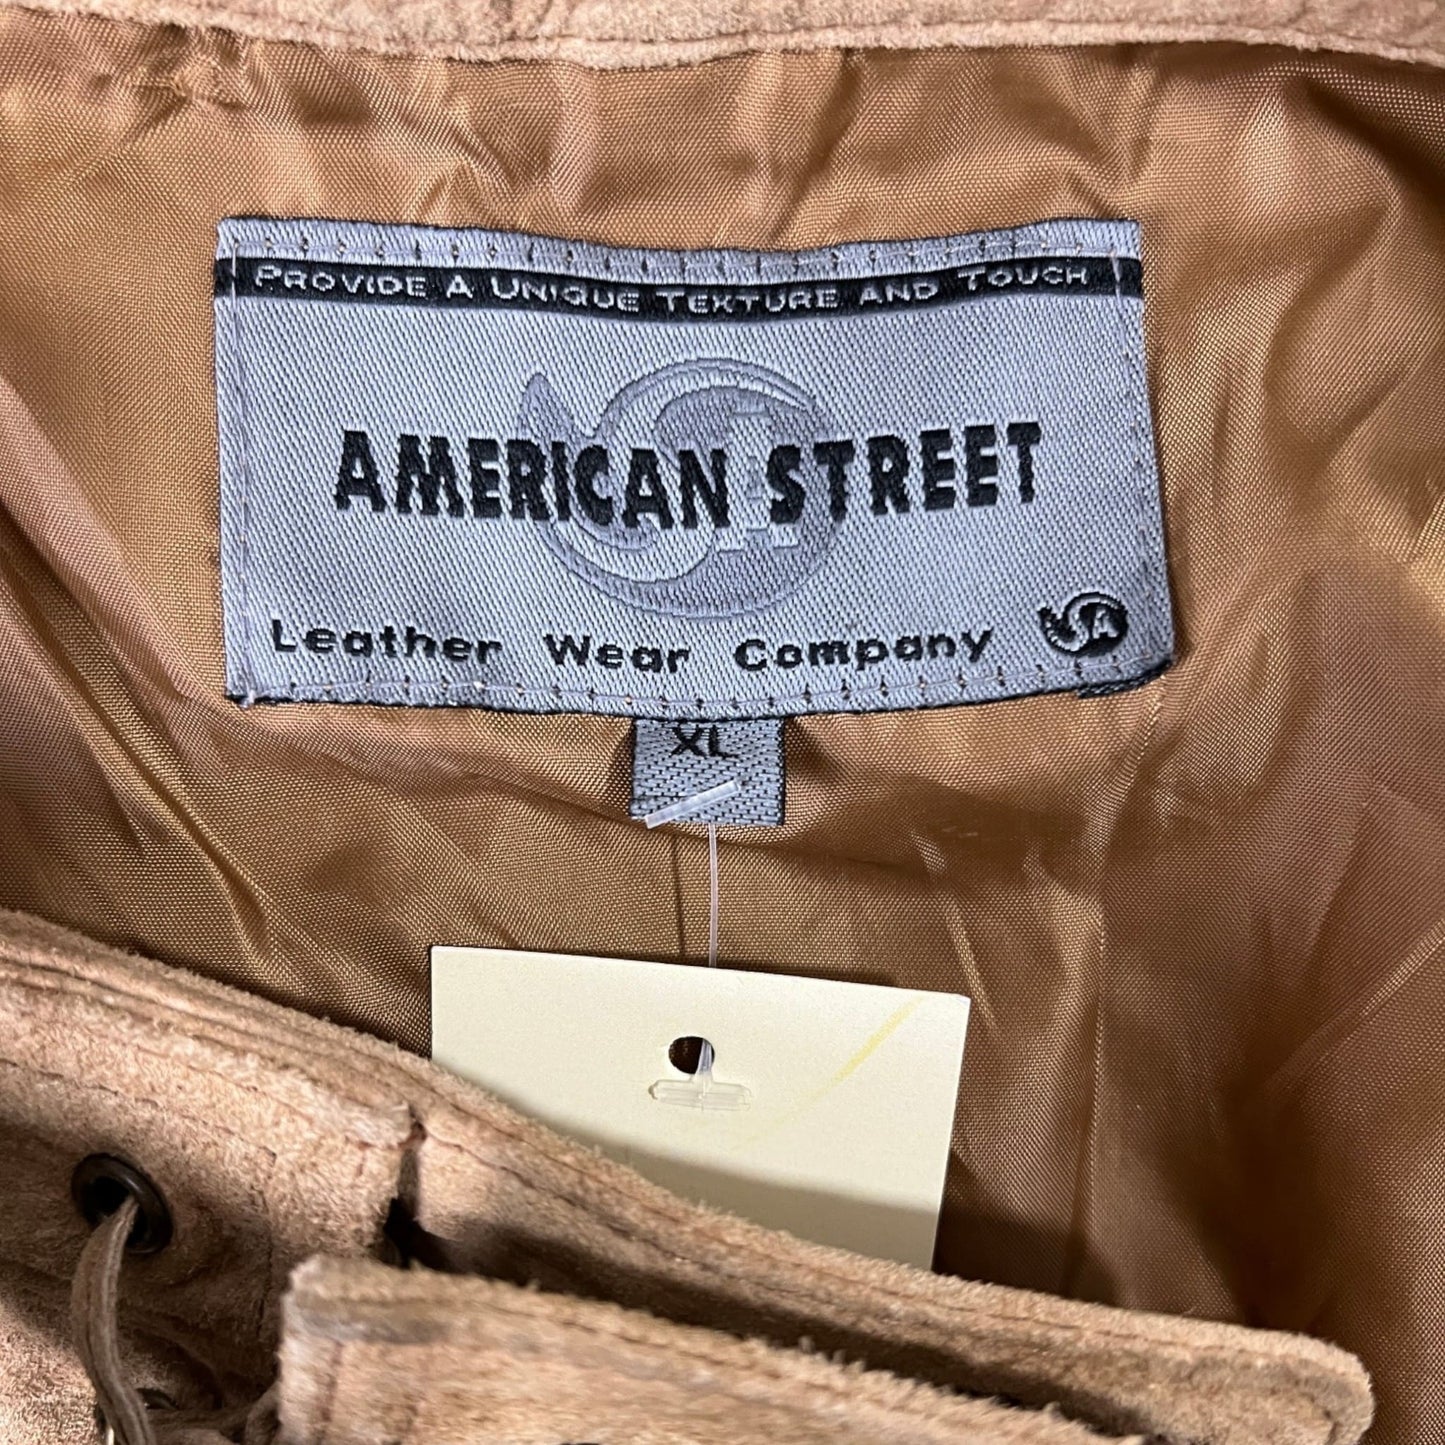 PROVIDE A UNIQUE TEXTURE AND TOUCH
AMERICAN STREET
Leather Wear Company
XL